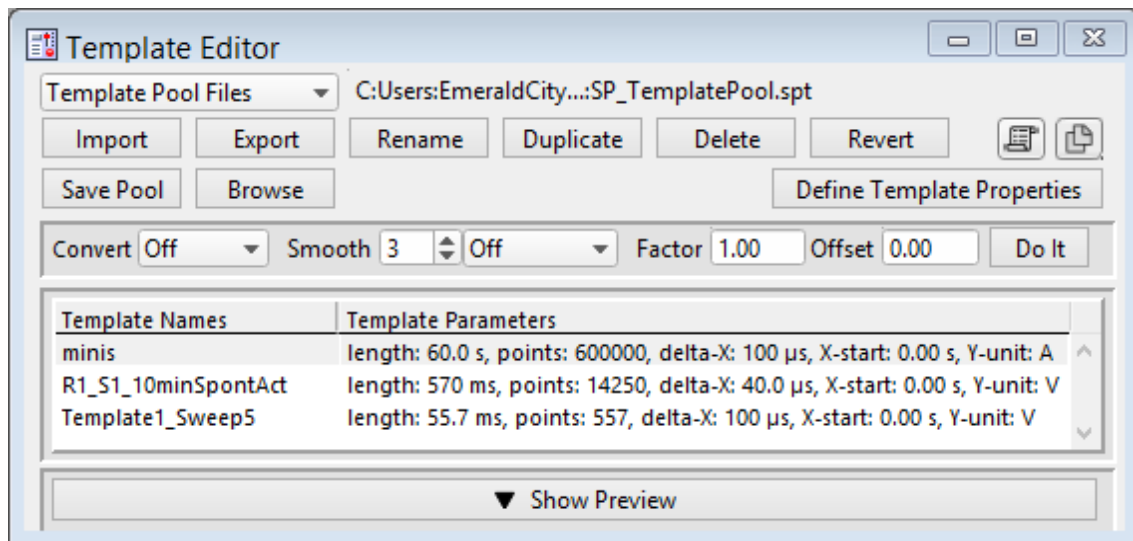 Template Editor
Template Pool Files C:Users:EmeraldCity...:SP_TemplatePool.spt
Import Export Rename Duplicate Delete Revert
Save Pool Browse Define Template Properties
Convert Off Smooth 3 Off Factor 1.00 Offset 0.00 Do It
Template Names Template Parameters
minis length: 60.0 s, points: 600000, delta-X: 100 µs, X-start: 0.00 s, Y-unit: A
R1_S1_10minSpontAct length: 570 ms, points: 14250, delta-X: 40.0 µs, X-start: 0.00 s, Y-unit: V
Template1_Sweep5 length: 55.7 ms, points: 557, delta-X: 100 µs, X-start: 0.00 s, Y-unit: V
▼ Show Preview